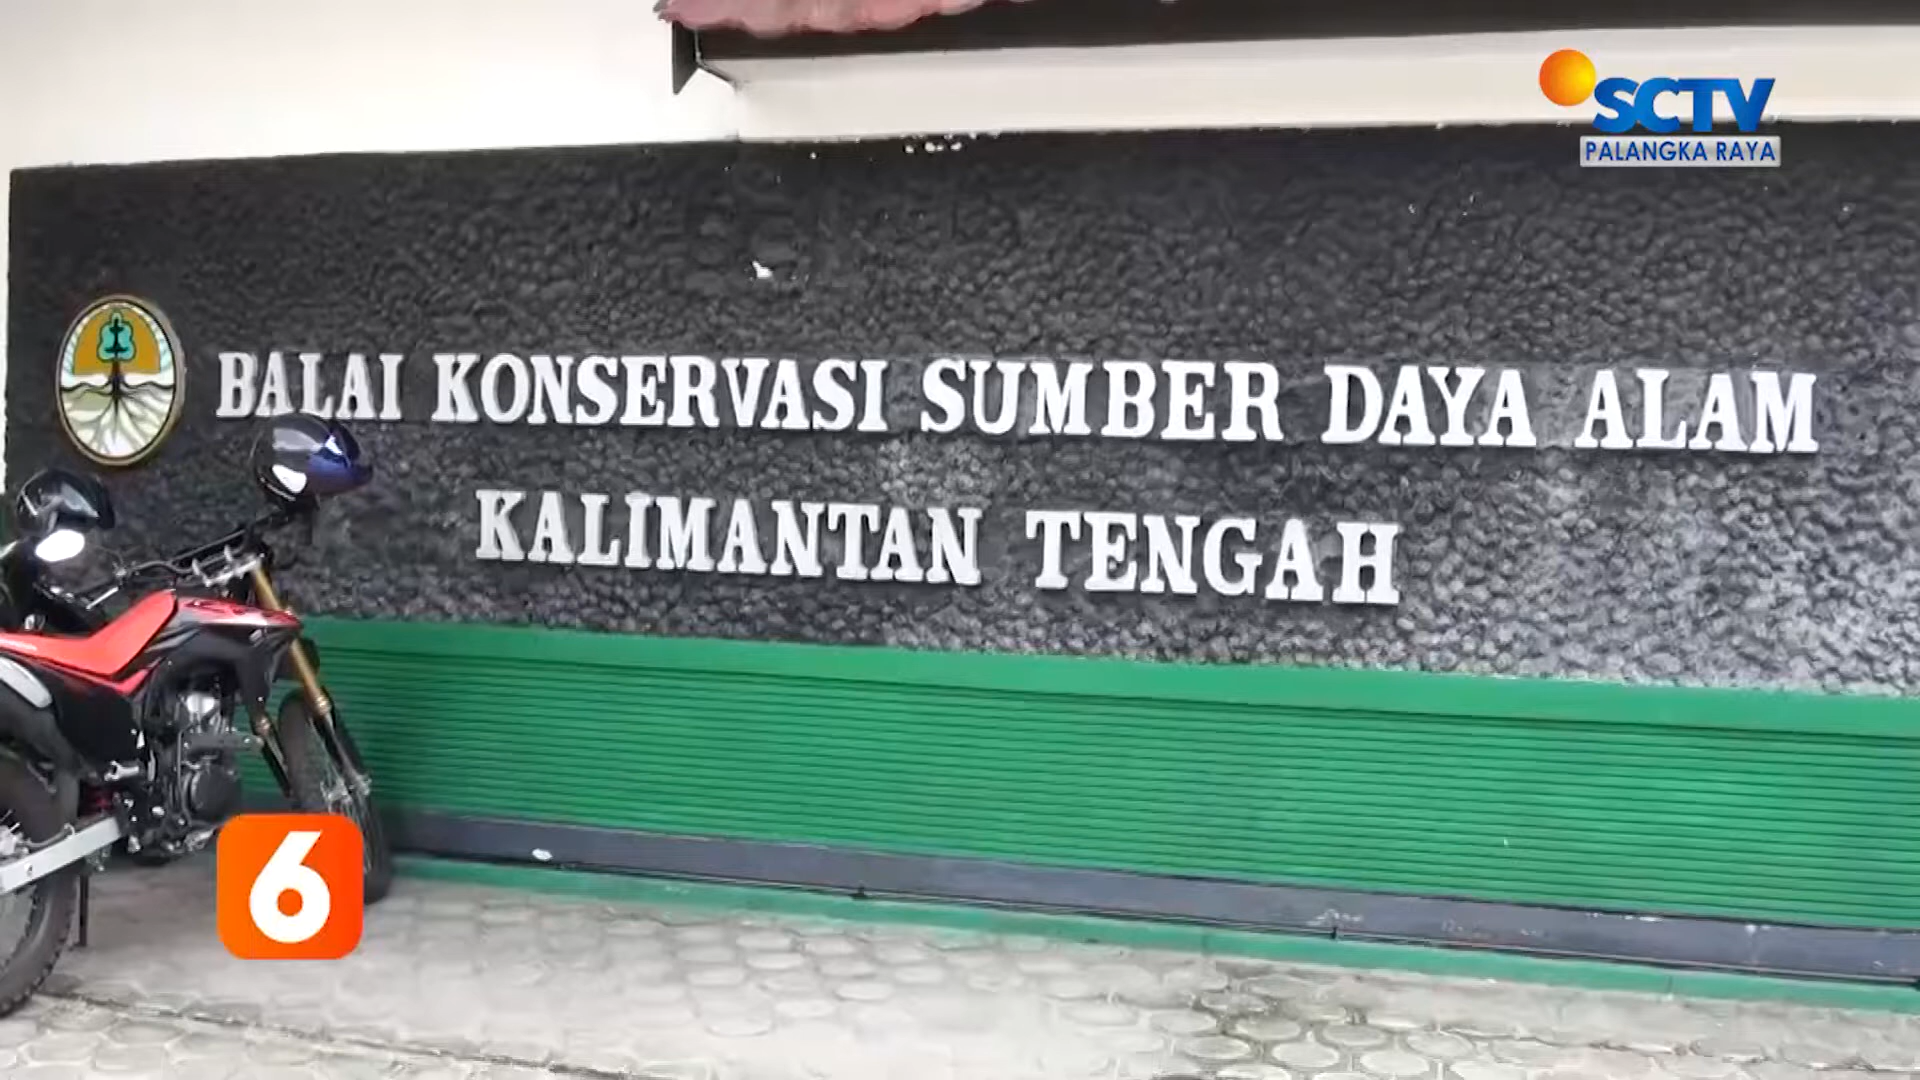 SCTV
PALANGKA RAYA
BALAI KONSERVASI SUMBER DAYA ALAM
KALIMANTAN TENGAH
6